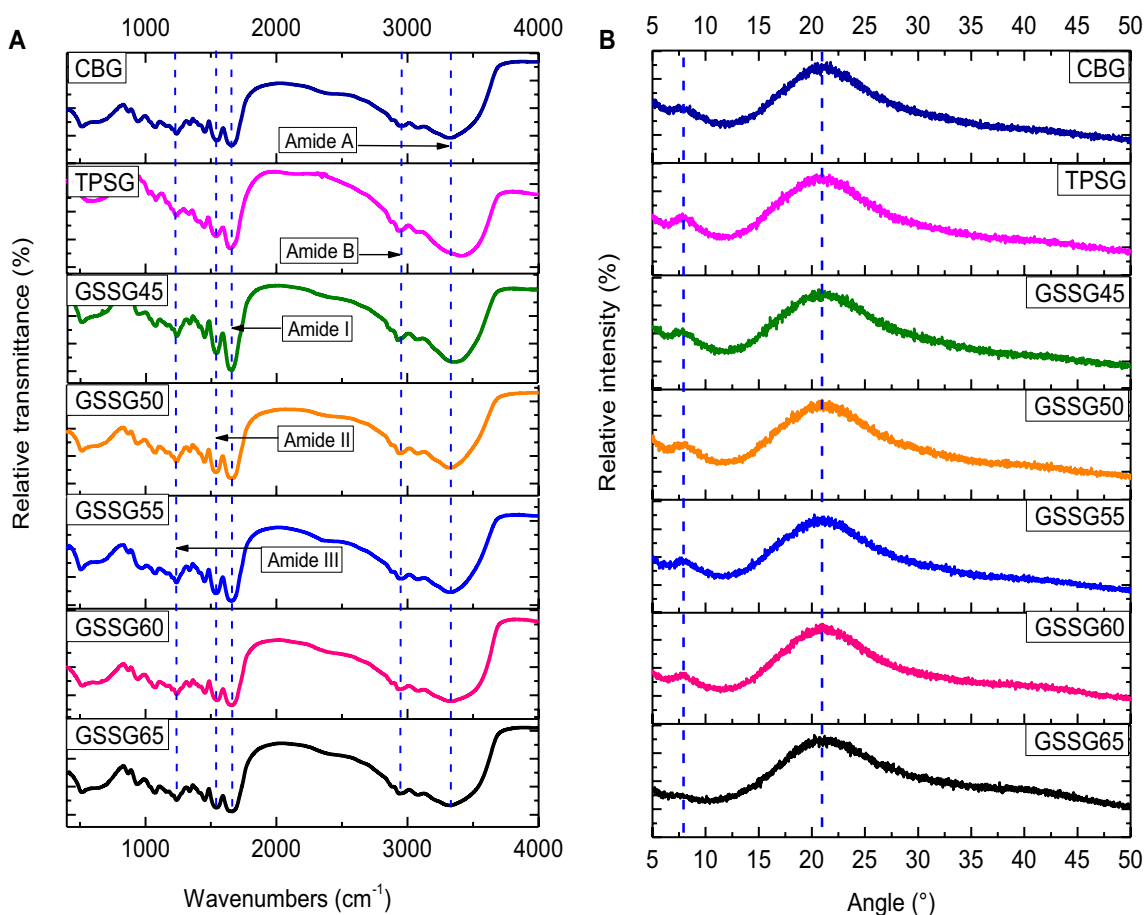 A
1000 2000 3000 4000
CBG
Amide A
TPSG
Amide B
GSSG45
Amide I
GSSG50
Amide II
GSSG55
Amide III
GSSG60
GSSG65
1000 2000 3000 4000
Wavenumbers (cm⁻¹)
Relative transmittance (%)
B
5 10 15 20 25 30 35 40 45 50
CBG
TPSG
GSSG45
GSSG50
GSSG55
GSSG60
GSSG65
5 10 15 20 25 30 35 40 45 50
Angle (°)
Relative intensity (%)